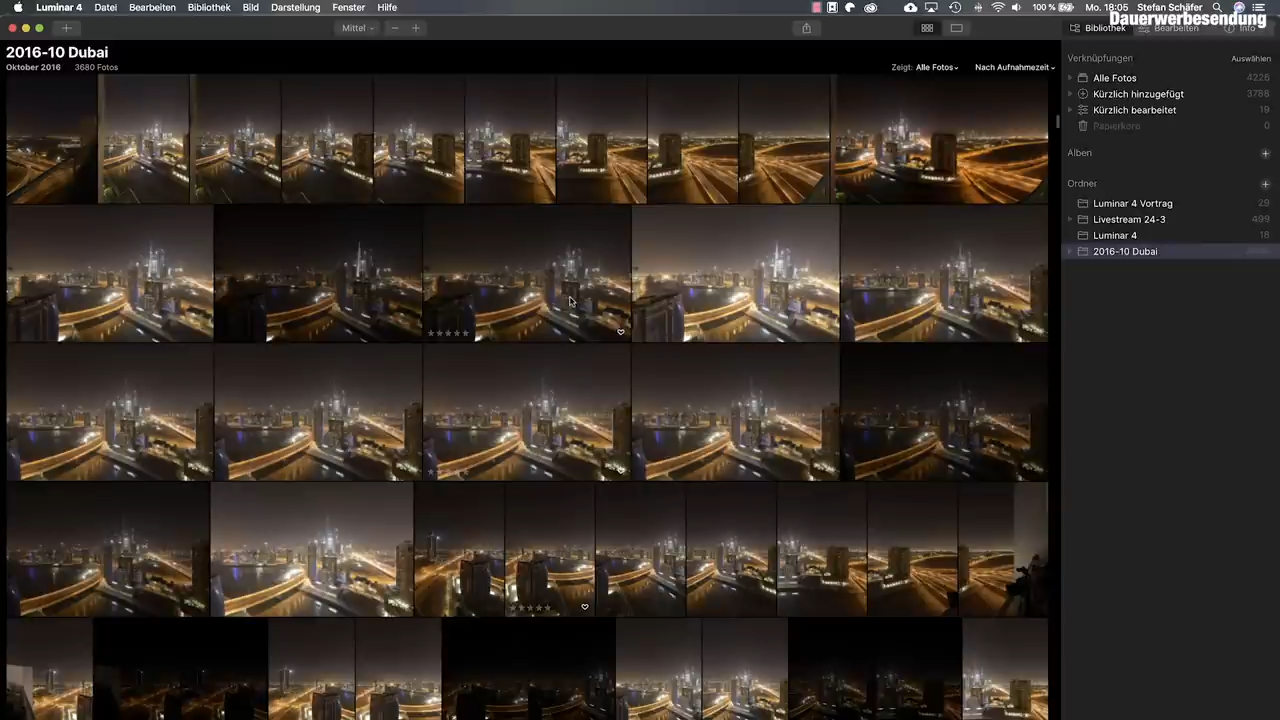 Luminar 4 Datei Bearbeiten Bibliothek Bild Darstellung Fenster Hilfe
100 % Mo. 18:05 Stefan Schäfer
Dauerwerbesendung
Mittel
Bibliothek Bearbeiten Info
2016-10 Dubai
Oktober 2016 3680 Fotos
Zeigt: Alle Fotos Nach Aufnahmezeit
Verknüpfungen Auswählen
Alle Fotos 4226
Kürzlich hinzugefügt 3788
Kürzlich bearbeitet 19
Papierkorb 0
Alben
Ordner
Luminar 4 Vortrag 29
Livestream 24-3 499
Luminar 4 18
2016-10 Dubai